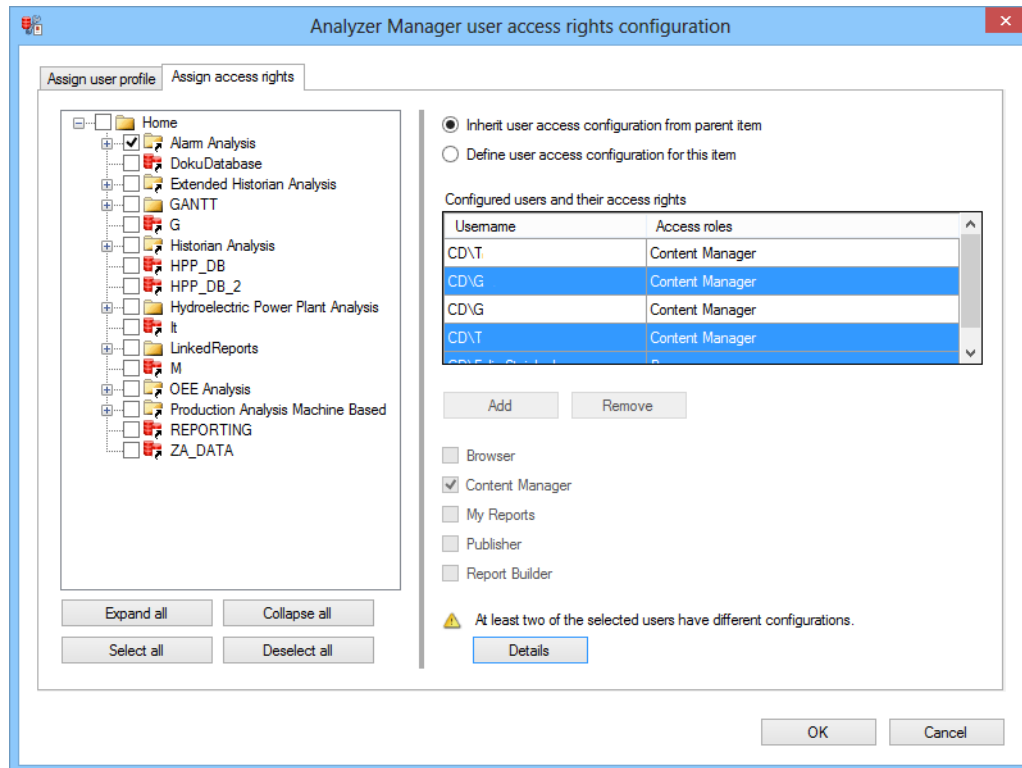 Analyzer Manager user access rights configuration
Assign user profile
Assign access rights
Home
Alarm Analysis
DokuDatabase
Extended Historian Analysis
GANTT
G
Historian Analysis
HPP_DB
HPP_DB_2
Hydroelectric Power Plant Analysis
lt
LinkedReports
M
OEE Analysis
Production Analysis Machine Based
REPORTING
ZA_DATA
Expand all
Collapse all
Select all
Deselect all
Inherit user access configuration from parent item
Define user access configuration for this item
Configured users and their access rights
Username Access roles
CD\T Content Manager
CD\G Content Manager
CD\G Content Manager
CD\T Content Manager
Add
Remove
Browser
Content Manager
My Reports
Publisher
Report Builder
At least two of the selected users have different configurations.
Details
OK
Cancel